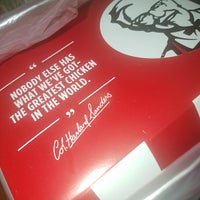 “
NOBODY ELSE HAS
WHAT WE'VE GOT–
THE GREATEST CHICKEN
IN THE WORLD.
”
Col. Harland Sanders